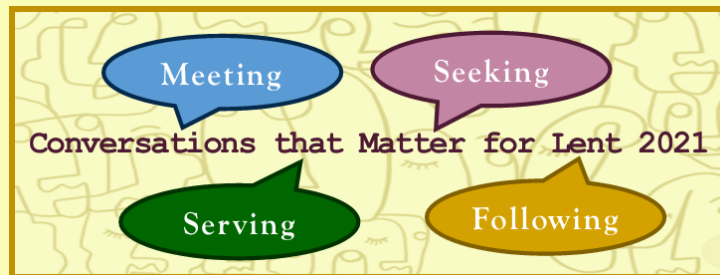 Meeting
Seeking
Conversations that Matter for Lent 2021
Serving
Following